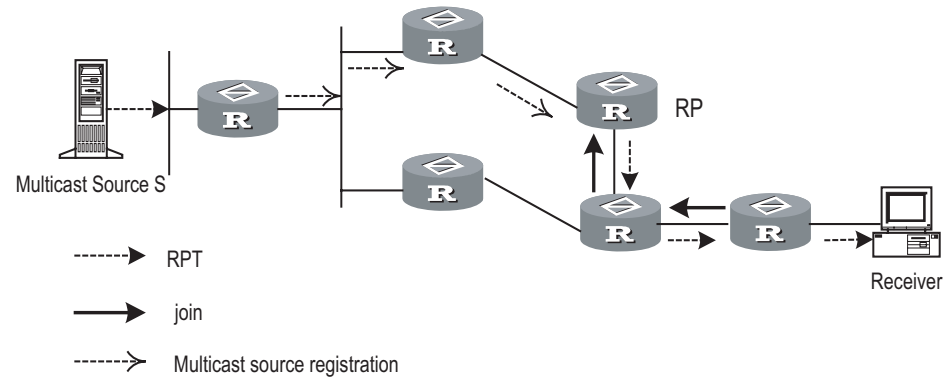 R
R
RP
R
Multicast Source S
R
R
R
Receiver
RPT
join
Multicast source registration